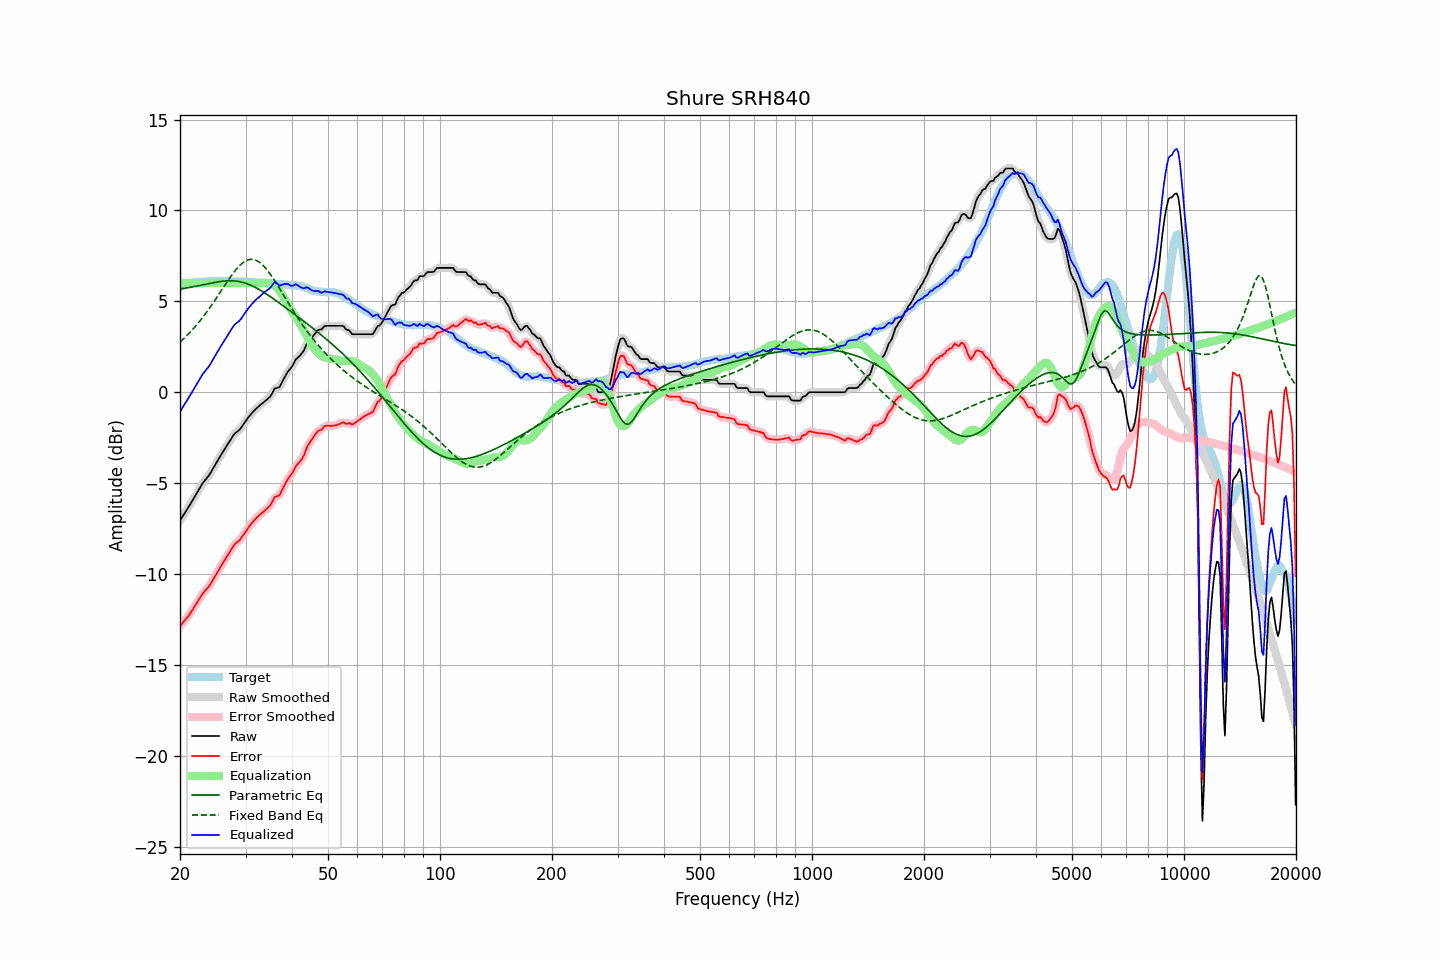 Shure SRH840
15
10
5
0
−5
−10
−15
−20
−25
Amplitude (dBr)
Target
Raw Smoothed
Error Smoothed
Raw
Error
Equalization
Parametric Eq
Fixed Band Eq
Equalized
20 50 100 200 500 1000 2000 5000 10000 20000
Frequency (Hz)